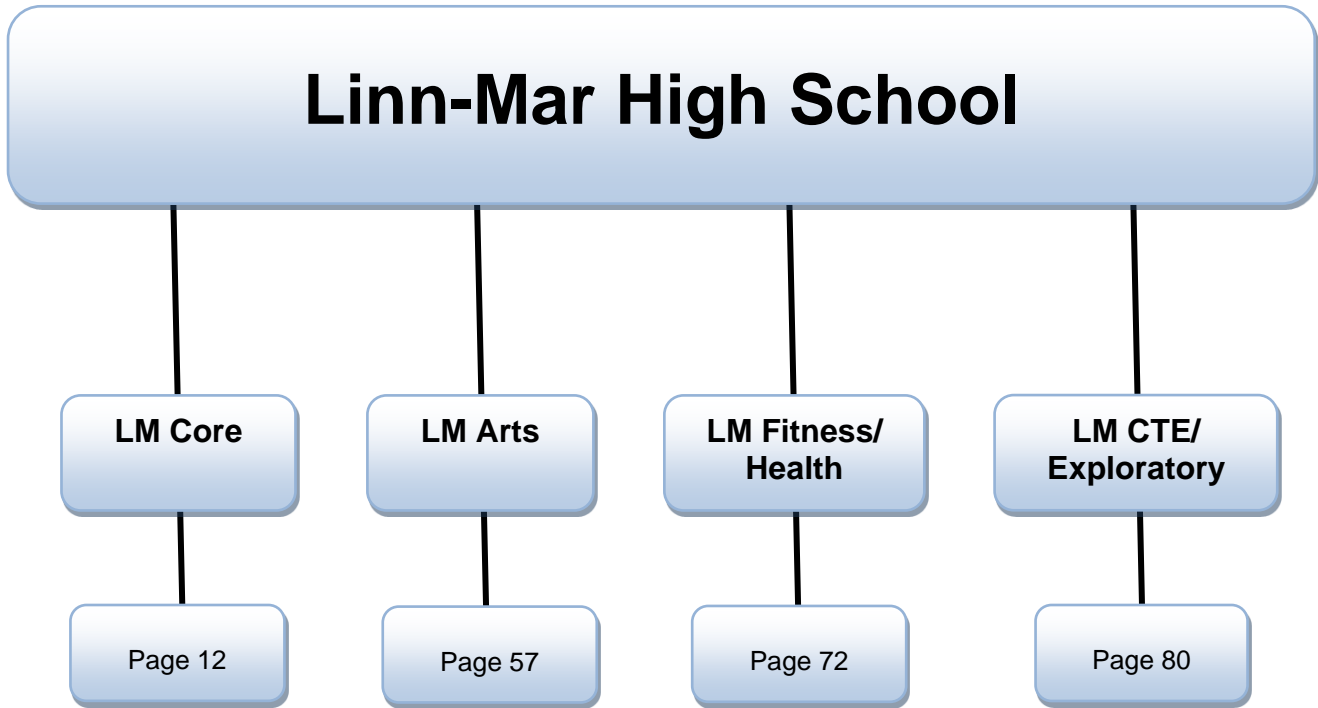 Linn-Mar High School
LM Core
LM Arts
LM Fitness/
Health
LM CTE/
Exploratory
Page 12
Page 57
Page 72
Page 80